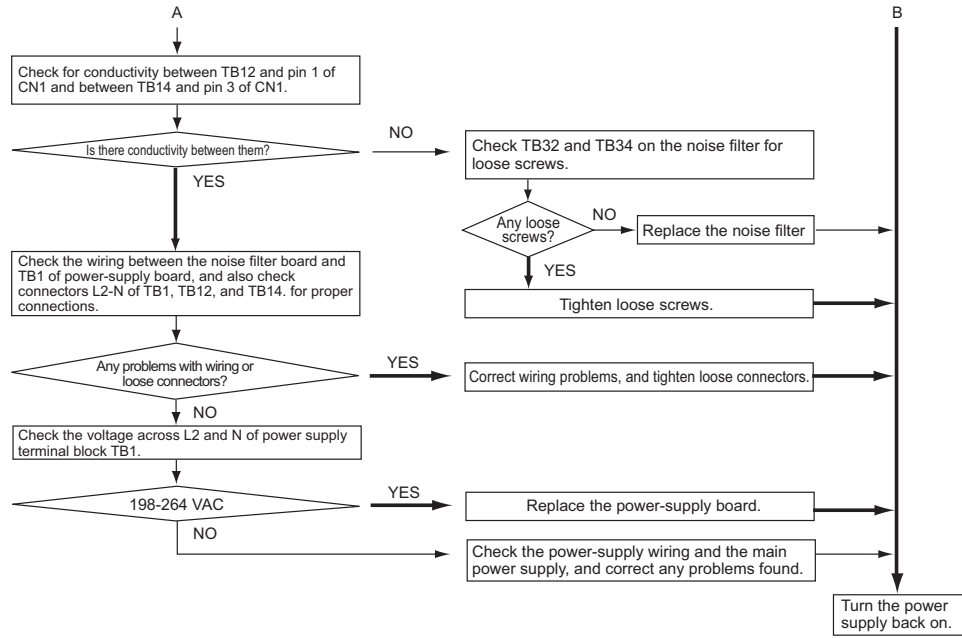 A
B
Check for conductivity between TB12 and pin 1 of
CN1 and between TB14 and pin 3 of CN1.
Is there conductivity between them?
NO
YES
Check TB32 and TB34 on the noise filter for
loose screws.
Any loose
screws?
NO
Replace the noise filter
YES
Tighten loose screws.
Check the wiring between the noise filter board and
TB1 of power-supply board, and also check
connectors L2-N of TB1, TB12, and TB14. for proper
connections.
Any problems with wiring or
loose connectors?
YES
Correct wiring problems, and tighten loose connectors.
NO
Check the voltage across L2 and N of power supply
terminal block TB1.
198-264 VAC
YES
Replace the power-supply board.
NO
Check the power-supply wiring and the main
power supply, and correct any problems found.
Turn the power
supply back on.